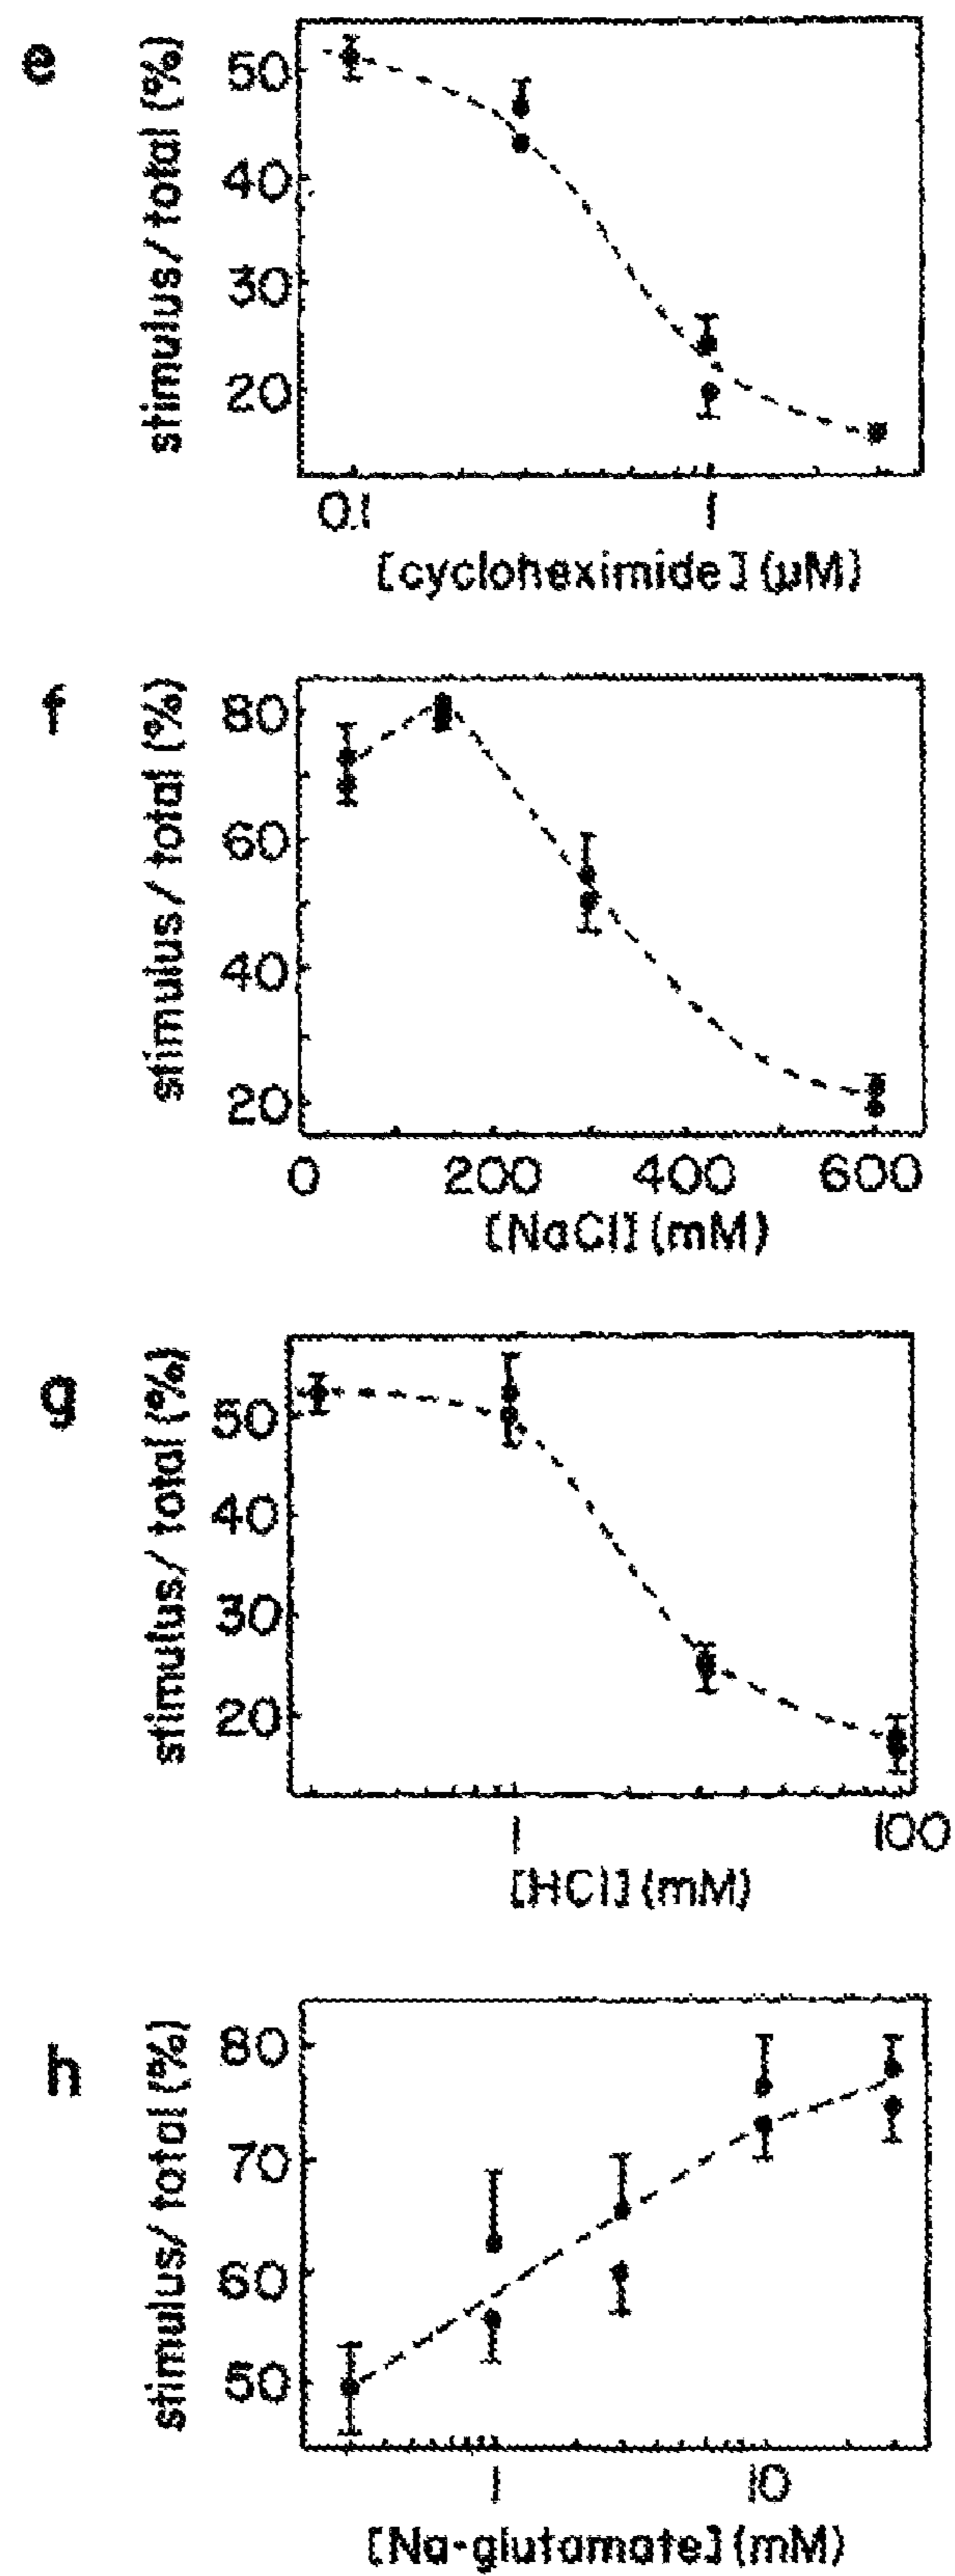 e
stimulus/total (%)
50
40
30
20
0.1 1
[cycloheximide] (µM)
f
stimulus/total (%)
80
60
40
20
0 200 400 600
[NaCl] (mM)
g
stimulus/total (%)
50
40
30
20
1 100
[HCl] (mM)
h
stimulus/total (%)
80
70
60
50
1 10
[Na-glutamate] (mM)